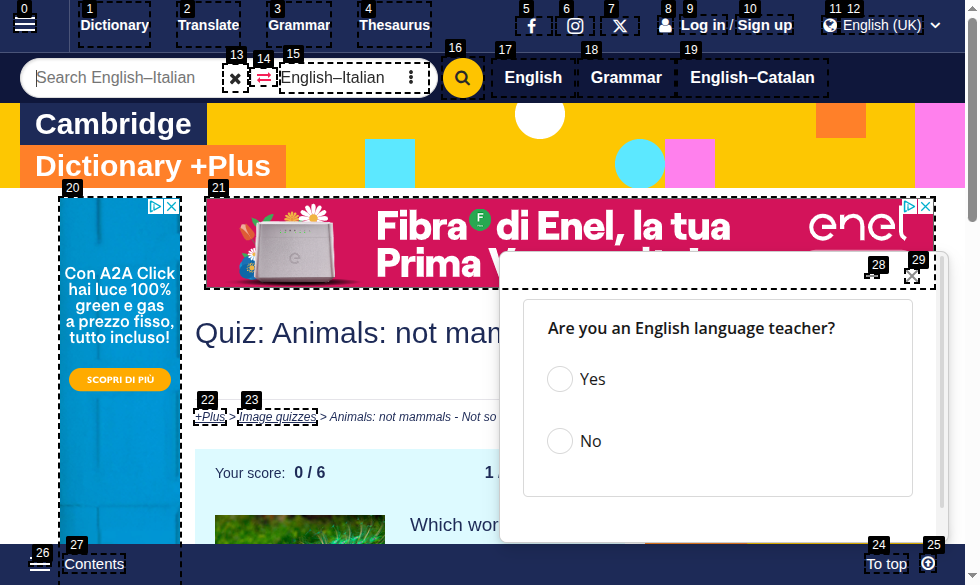 0
1
2
3
4
5
6
7
8
9
10
11
12
Dictionary
Translate
Grammar
Thesaurus
f
X
Log in / Sign up
English (UK)
13
14
15
16
17
18
19
Search English–Italian
English–Italian
English
Grammar
English–Catalan
Cambridge
Dictionary +Plus
20
21
Fibra F di Enel, la tua
Prima
enel
Con A2A Click
hai luce 100%
green e gas
a prezzo fisso,
tutto incluso!
SCOPRI DI PIÙ
28
29
Quiz: Animals: not mam
Are you an English language teacher?
Yes
No
22
23
+Plus > Image quizzes > Animals: not mammals - Not so
Your score: 0 / 6
1
Which wor
26
27
Contents
24
25
To top